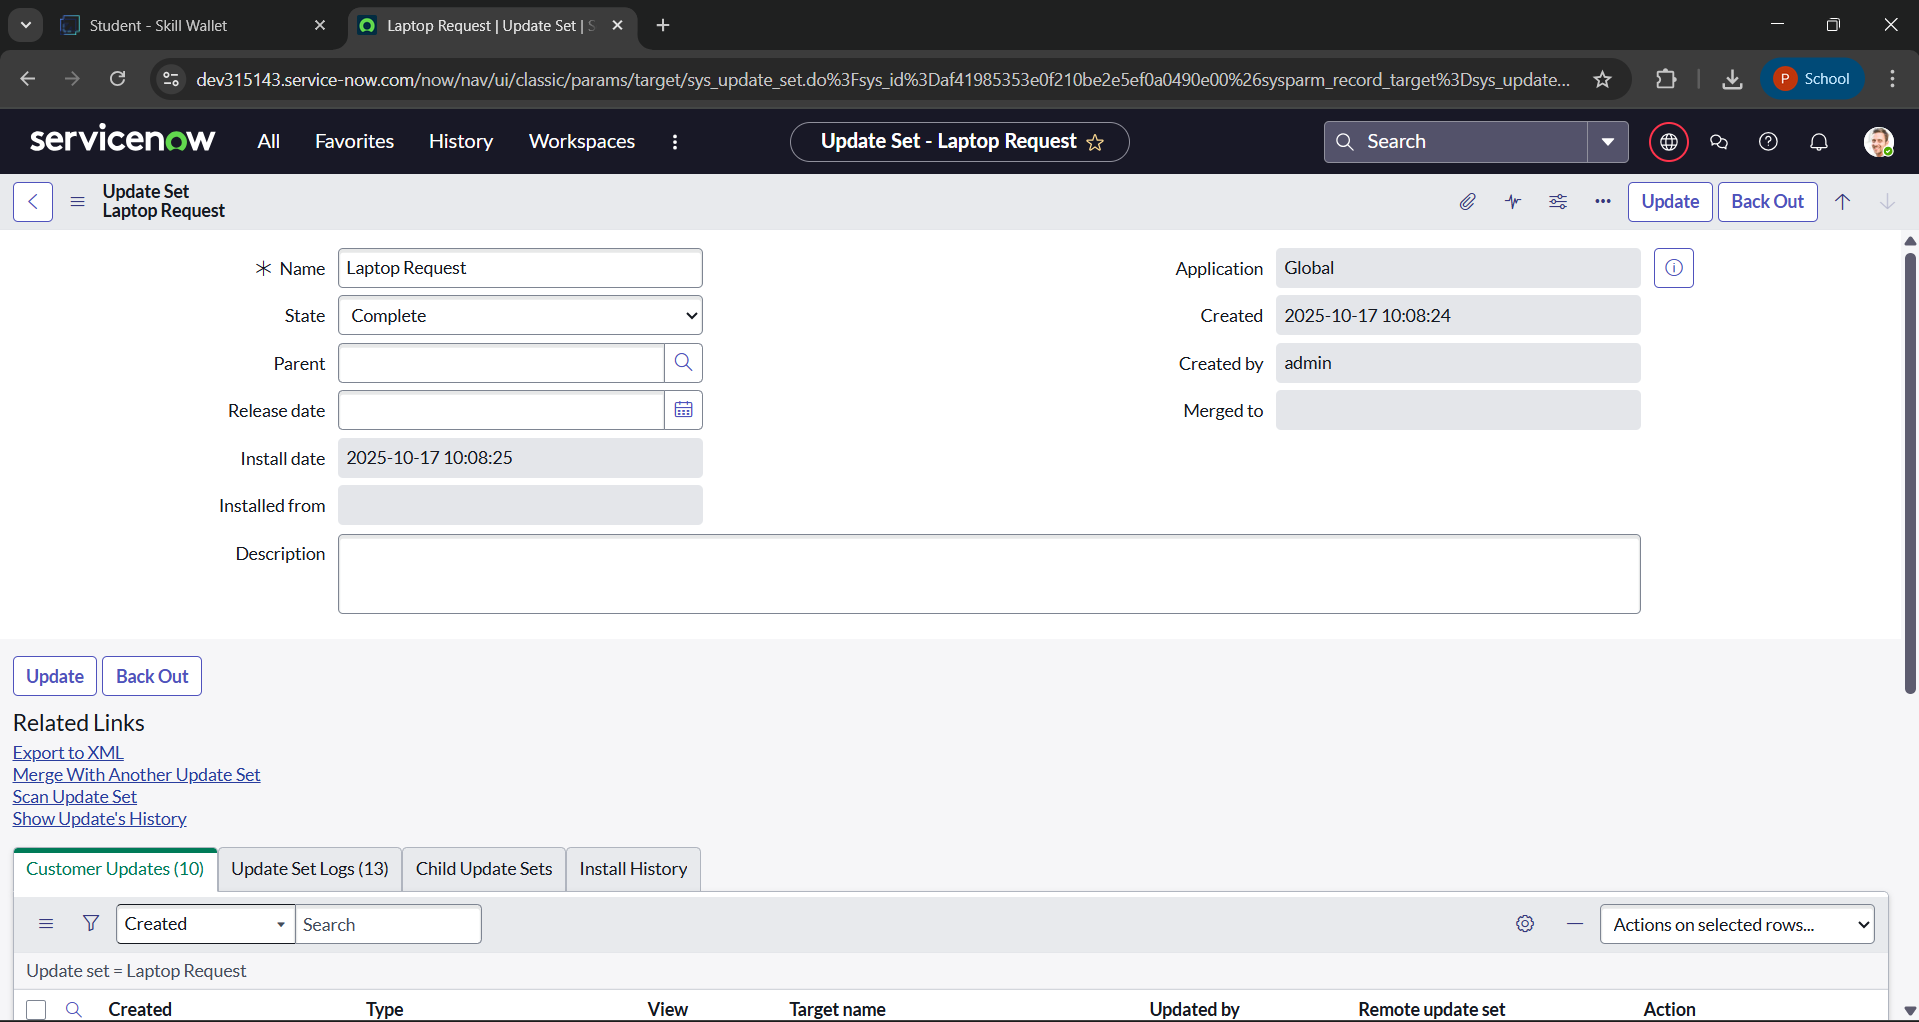 Student - Skill Wallet
Laptop Request | Update Set | S
dev315143.service-now.com/now/nav/ui/classic/params/target/sys_update_set.do%3Fsys_id%3Daf41985353e0f210be2e5ef0a0490e00%26sysparm_record_target%3Dsys_update...
P School
servicenow All Favorites History Workspaces Update Set - Laptop Request Search
Update Set
Laptop Request
Update Back Out
Name Laptop Request Application Global
State Complete Created 2025-10-17 10:08:24
Parent Created by admin
Release date Merged to
Install date 2025-10-17 10:08:25
Installed from
Description
Update Back Out
Related Links
Export to XML
Merge With Another Update Set
Scan Update Set
Show Update's History
Customer Updates (10) Update Set Logs (13) Child Update Sets Install History
Created Search Actions on selected rows...
Update set = Laptop Request
Created Type View Target name Updated by Remote update set Action